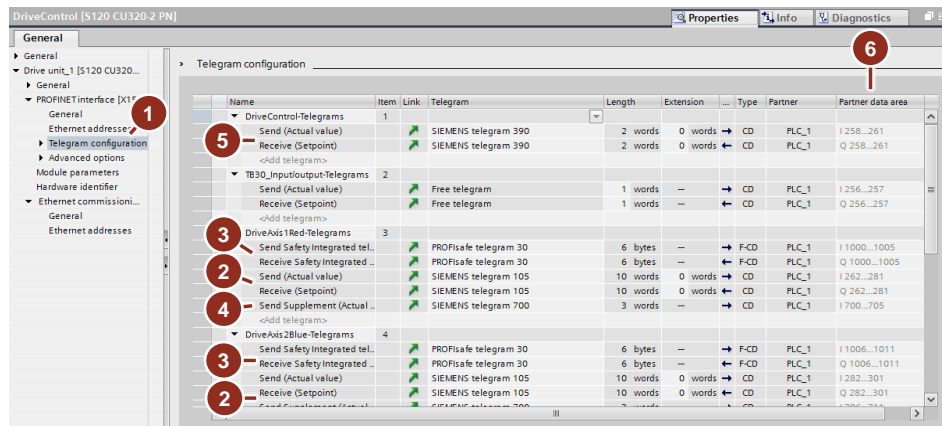 DriveControl [S120 CU320-2 PN]
Properties
Info
Diagnostics
General
6
General
Drive unit_1 [S120 CU320...
General
PROFINET interface [X1
General
Ethernet addresses
Telegram configuration
Advanced options
Module parameters
Hardware identifier
Ethernet commissioni...
General
Ethernet addresses
1
Telegram configuration
Name Item Link Telegram Length Extension ... Type Partner Partner data area
DriveControl-Telegrams 1
Send (Actual value) SIEMENS telegram 390 2 words 0 words → CD PLC_1 I 258...261
5
Receive (Setpoint) SIEMENS telegram 390 2 words 0 words ← CD PLC_1 Q 258...261
<Add telegram>
TB30_Input/output-Telegrams 2
Send (Actual value) Free telegram 1 words -- → CD PLC_1 I 256...257
Receive (Setpoint) Free telegram 1 words -- ← CD PLC_1 Q 256...257
<Add telegram>
DriveAxis1Red-Telegrams 3
3
Send Safety Integrated tel.. PROFIsafe telegram 30 6 bytes -- → F-CD PLC_1 I 1000...1005
Receive Safety Integrated .. PROFIsafe telegram 30 6 bytes -- ← F-CD PLC_1 Q 1000...1005
2
Send (Actual value) SIEMENS telegram 105 10 words 0 words → CD PLC_1 I 262...281
Receive (Setpoint) SIEMENS telegram 105 10 words 0 words ← CD PLC_1 Q 262...281
4
Send Supplement (Actual .. SIEMENS telegram 700 3 words -- → CD PLC_1 I 700...705
<Add telegram>
DriveAxis2Blue-Telegrams 4
Send Safety Integrated tel.. PROFIsafe telegram 30 6 bytes -- → F-CD PLC_1 I 1006...1011
3
Receive Safety Integrated .. PROFIsafe telegram 30 6 bytes -- ← F-CD PLC_1 Q 1006...1011
Send (Actual value) SIEMENS telegram 105 10 words 0 words → CD PLC_1 I 282...301
2
Receive (Setpoint) SIEMENS telegram 105 10 words 0 words ← CD PLC_1 Q 282...301